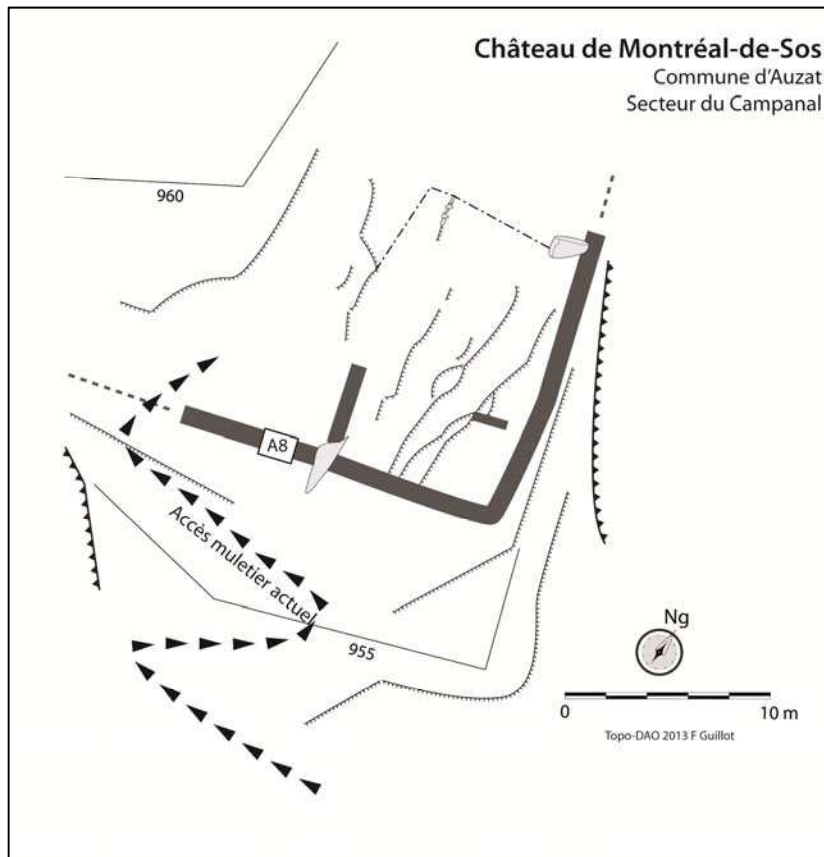 Château de Montréal-de-Sos
Commune d'Auzat
Secteur du Campanal
960
A8
Accès muletier actuel
955
Ng
0 10 m
Topo-DAO 2013 F Guillot